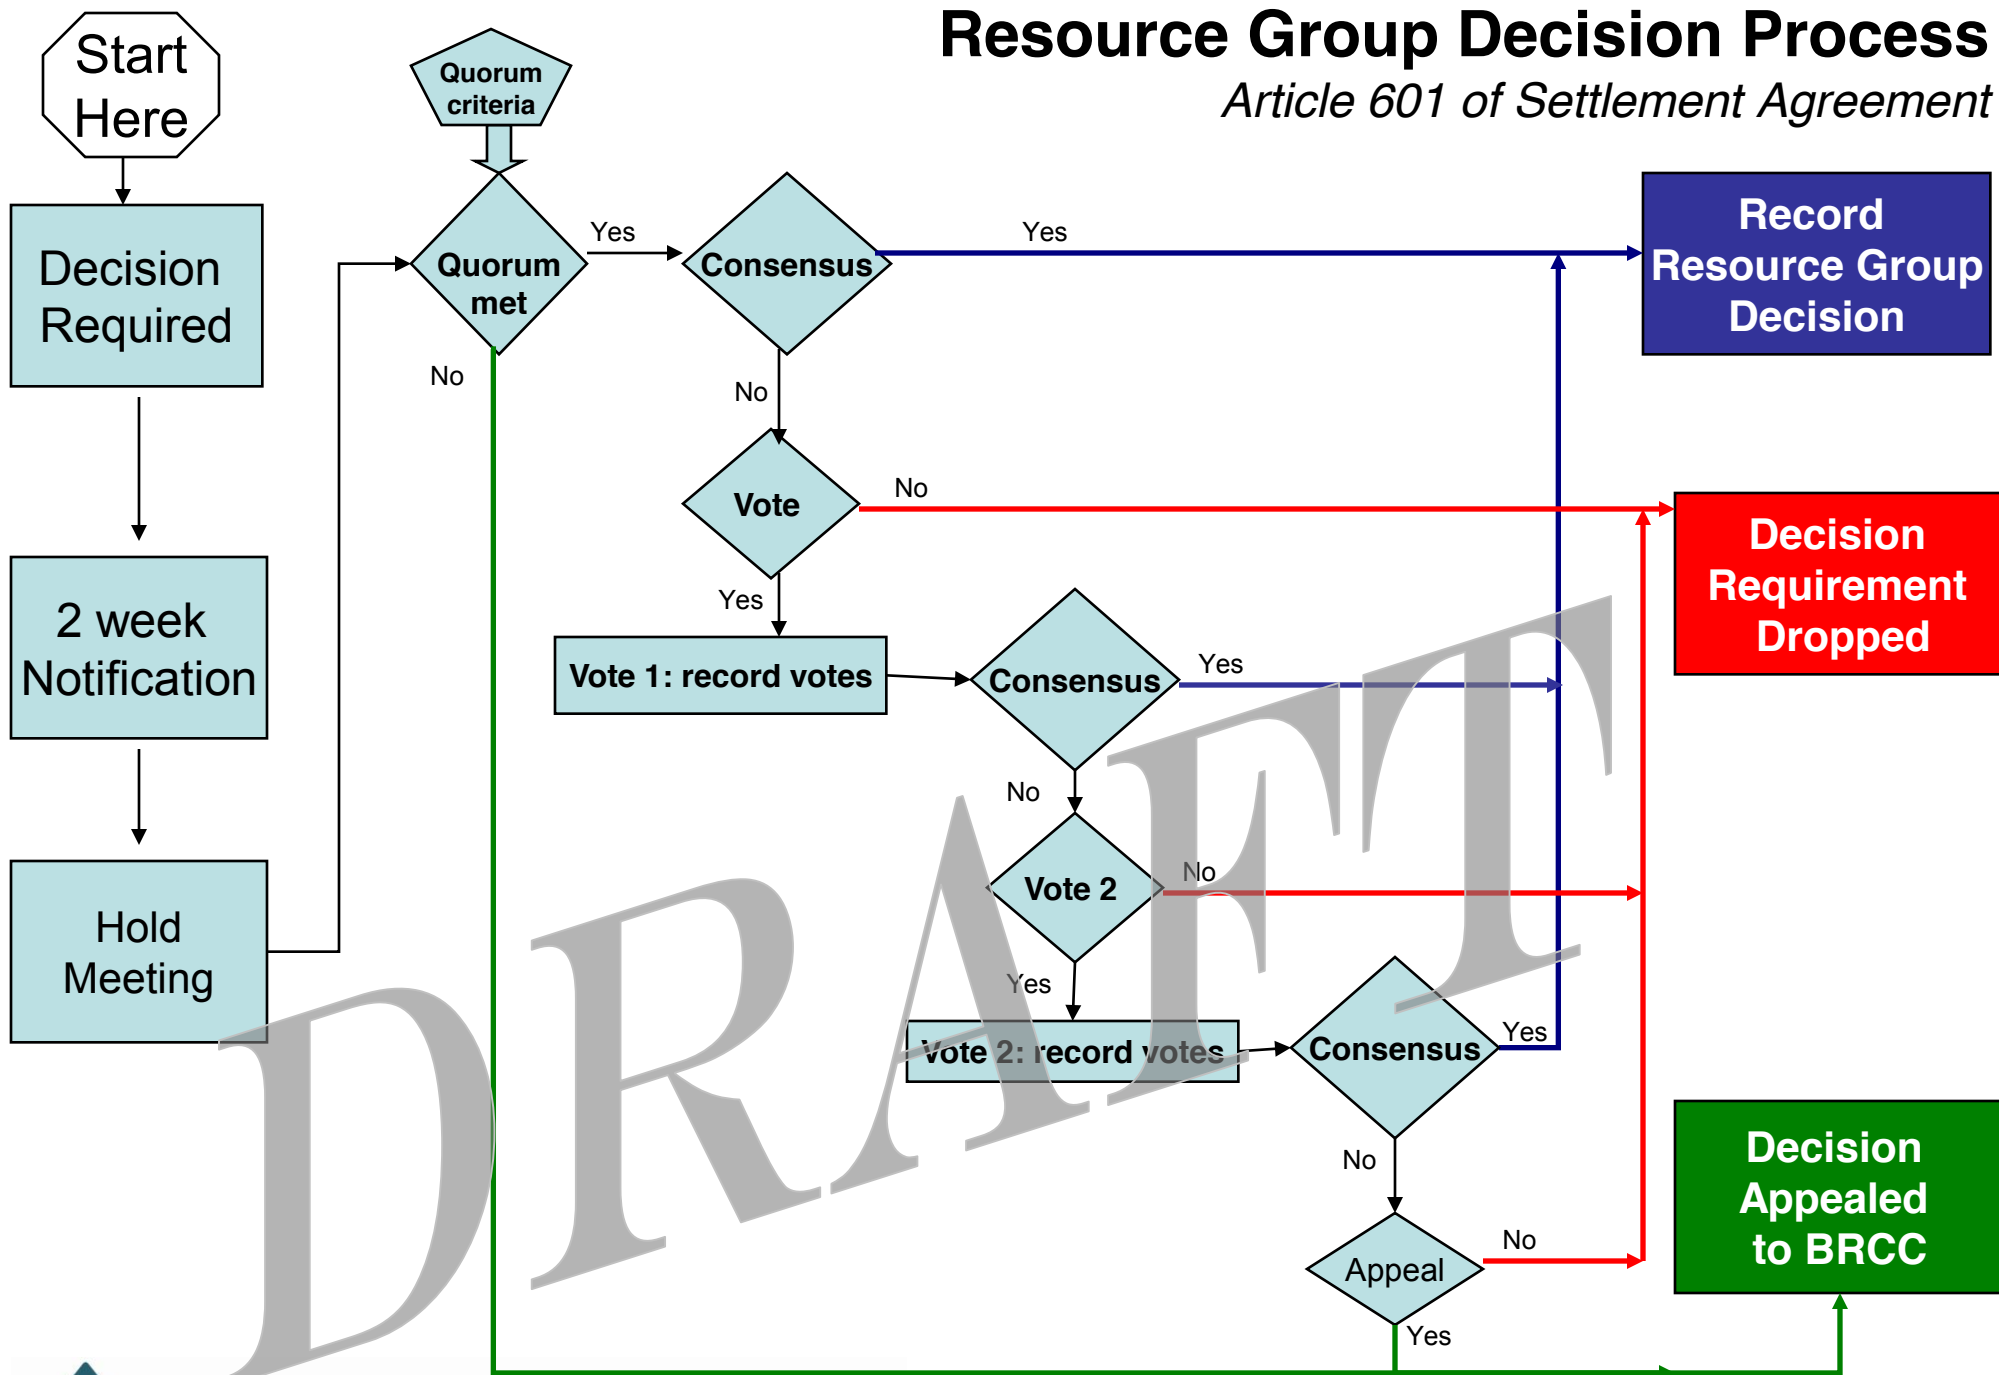 Resource Group Decision Process
Article 601 of Settlement Agreement
Start
Here
Quorum
criteria
Decision
Required
Quorum
met
Yes
Consensus
Yes
Record
Resource Group
Decision
No
No
Vote
No
Decision
Requirement
Dropped
2 week
Notification
Yes
Vote 1: record votes
Consensus
Yes
No
Vote 2
No
Hold
Meeting
Yes
Vote 2: record votes
Consensus
Yes
No
Appeal
No
Yes
Decision
Appealed
to BRCC
DRAFT